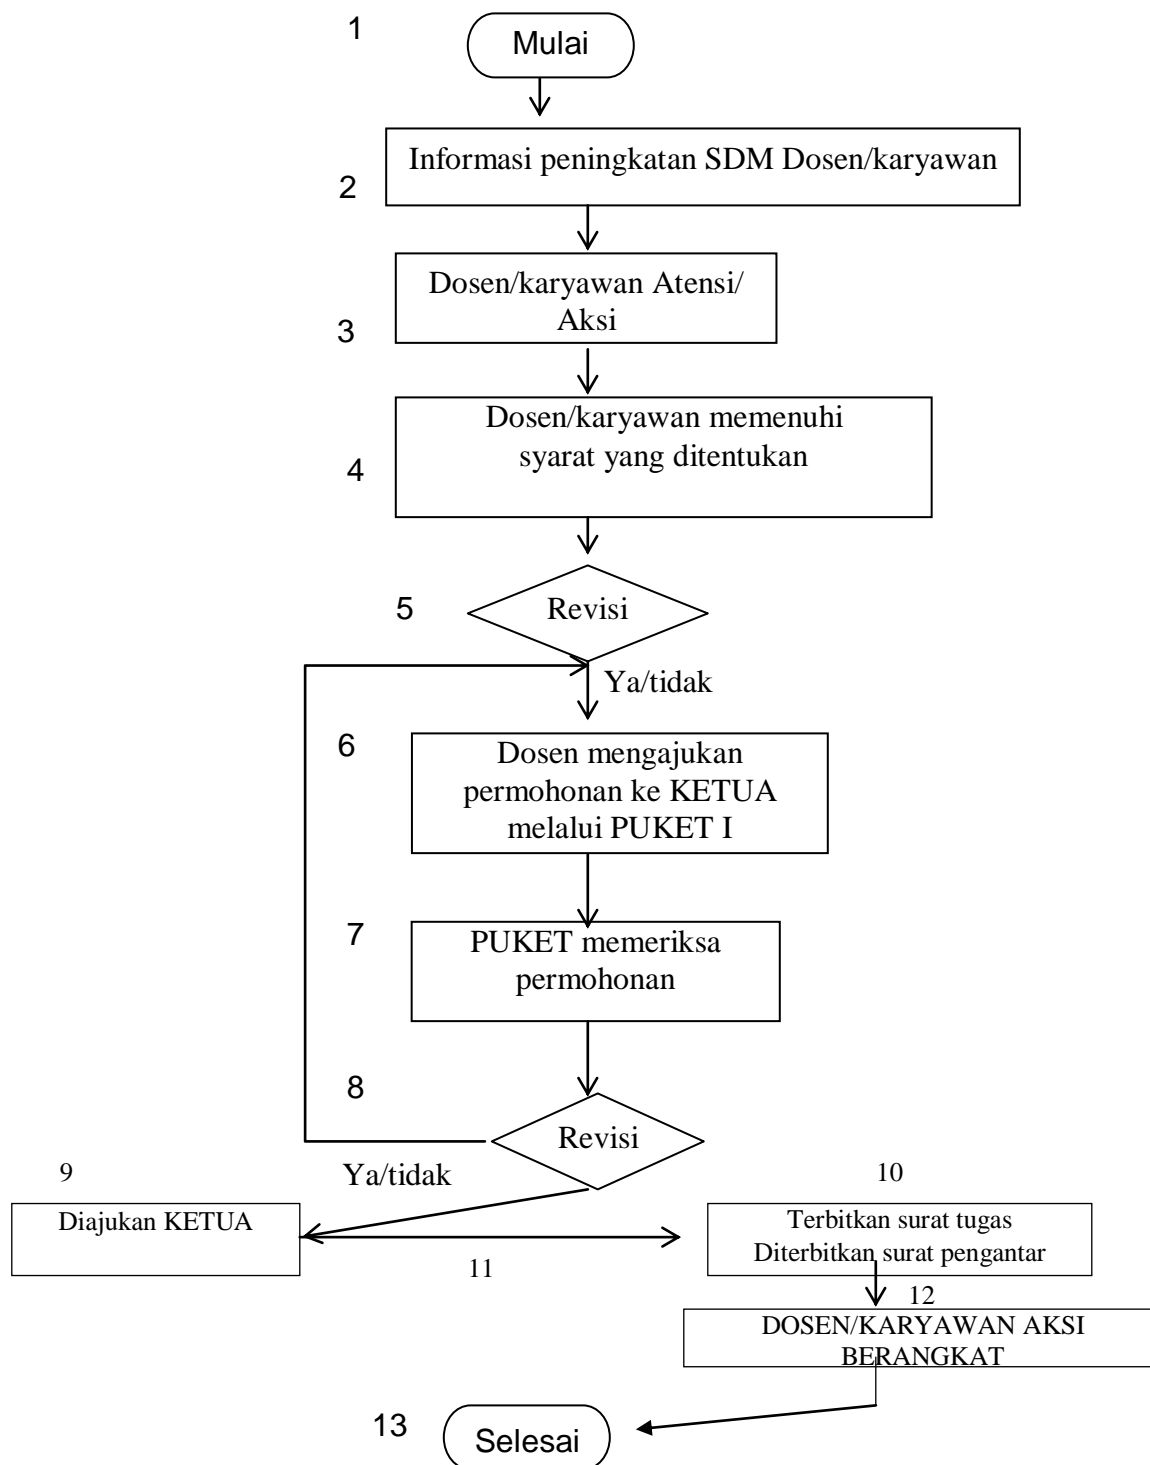 1
Mulai
Informasi peningkatan SDM Dosen/karyawan
2
Dosen/karyawan Atensi/
Aksi
3
Dosen/karyawan memenuhi
syarat yang ditentukan
4
5
Revisi
Ya/tidak
6
Dosen mengajukan
permohonan ke KETUA
melalui PUKET I
7
PUKET memeriksa
permohonan
8
Revisi
Ya/tidak
9
10
Diajukan KETUA
Terbitkan surat tugas
Diterbitkan surat pengantar
11
12
DOSEN/KARYAWAN AKSI
BERANGKAT
13
Selesai